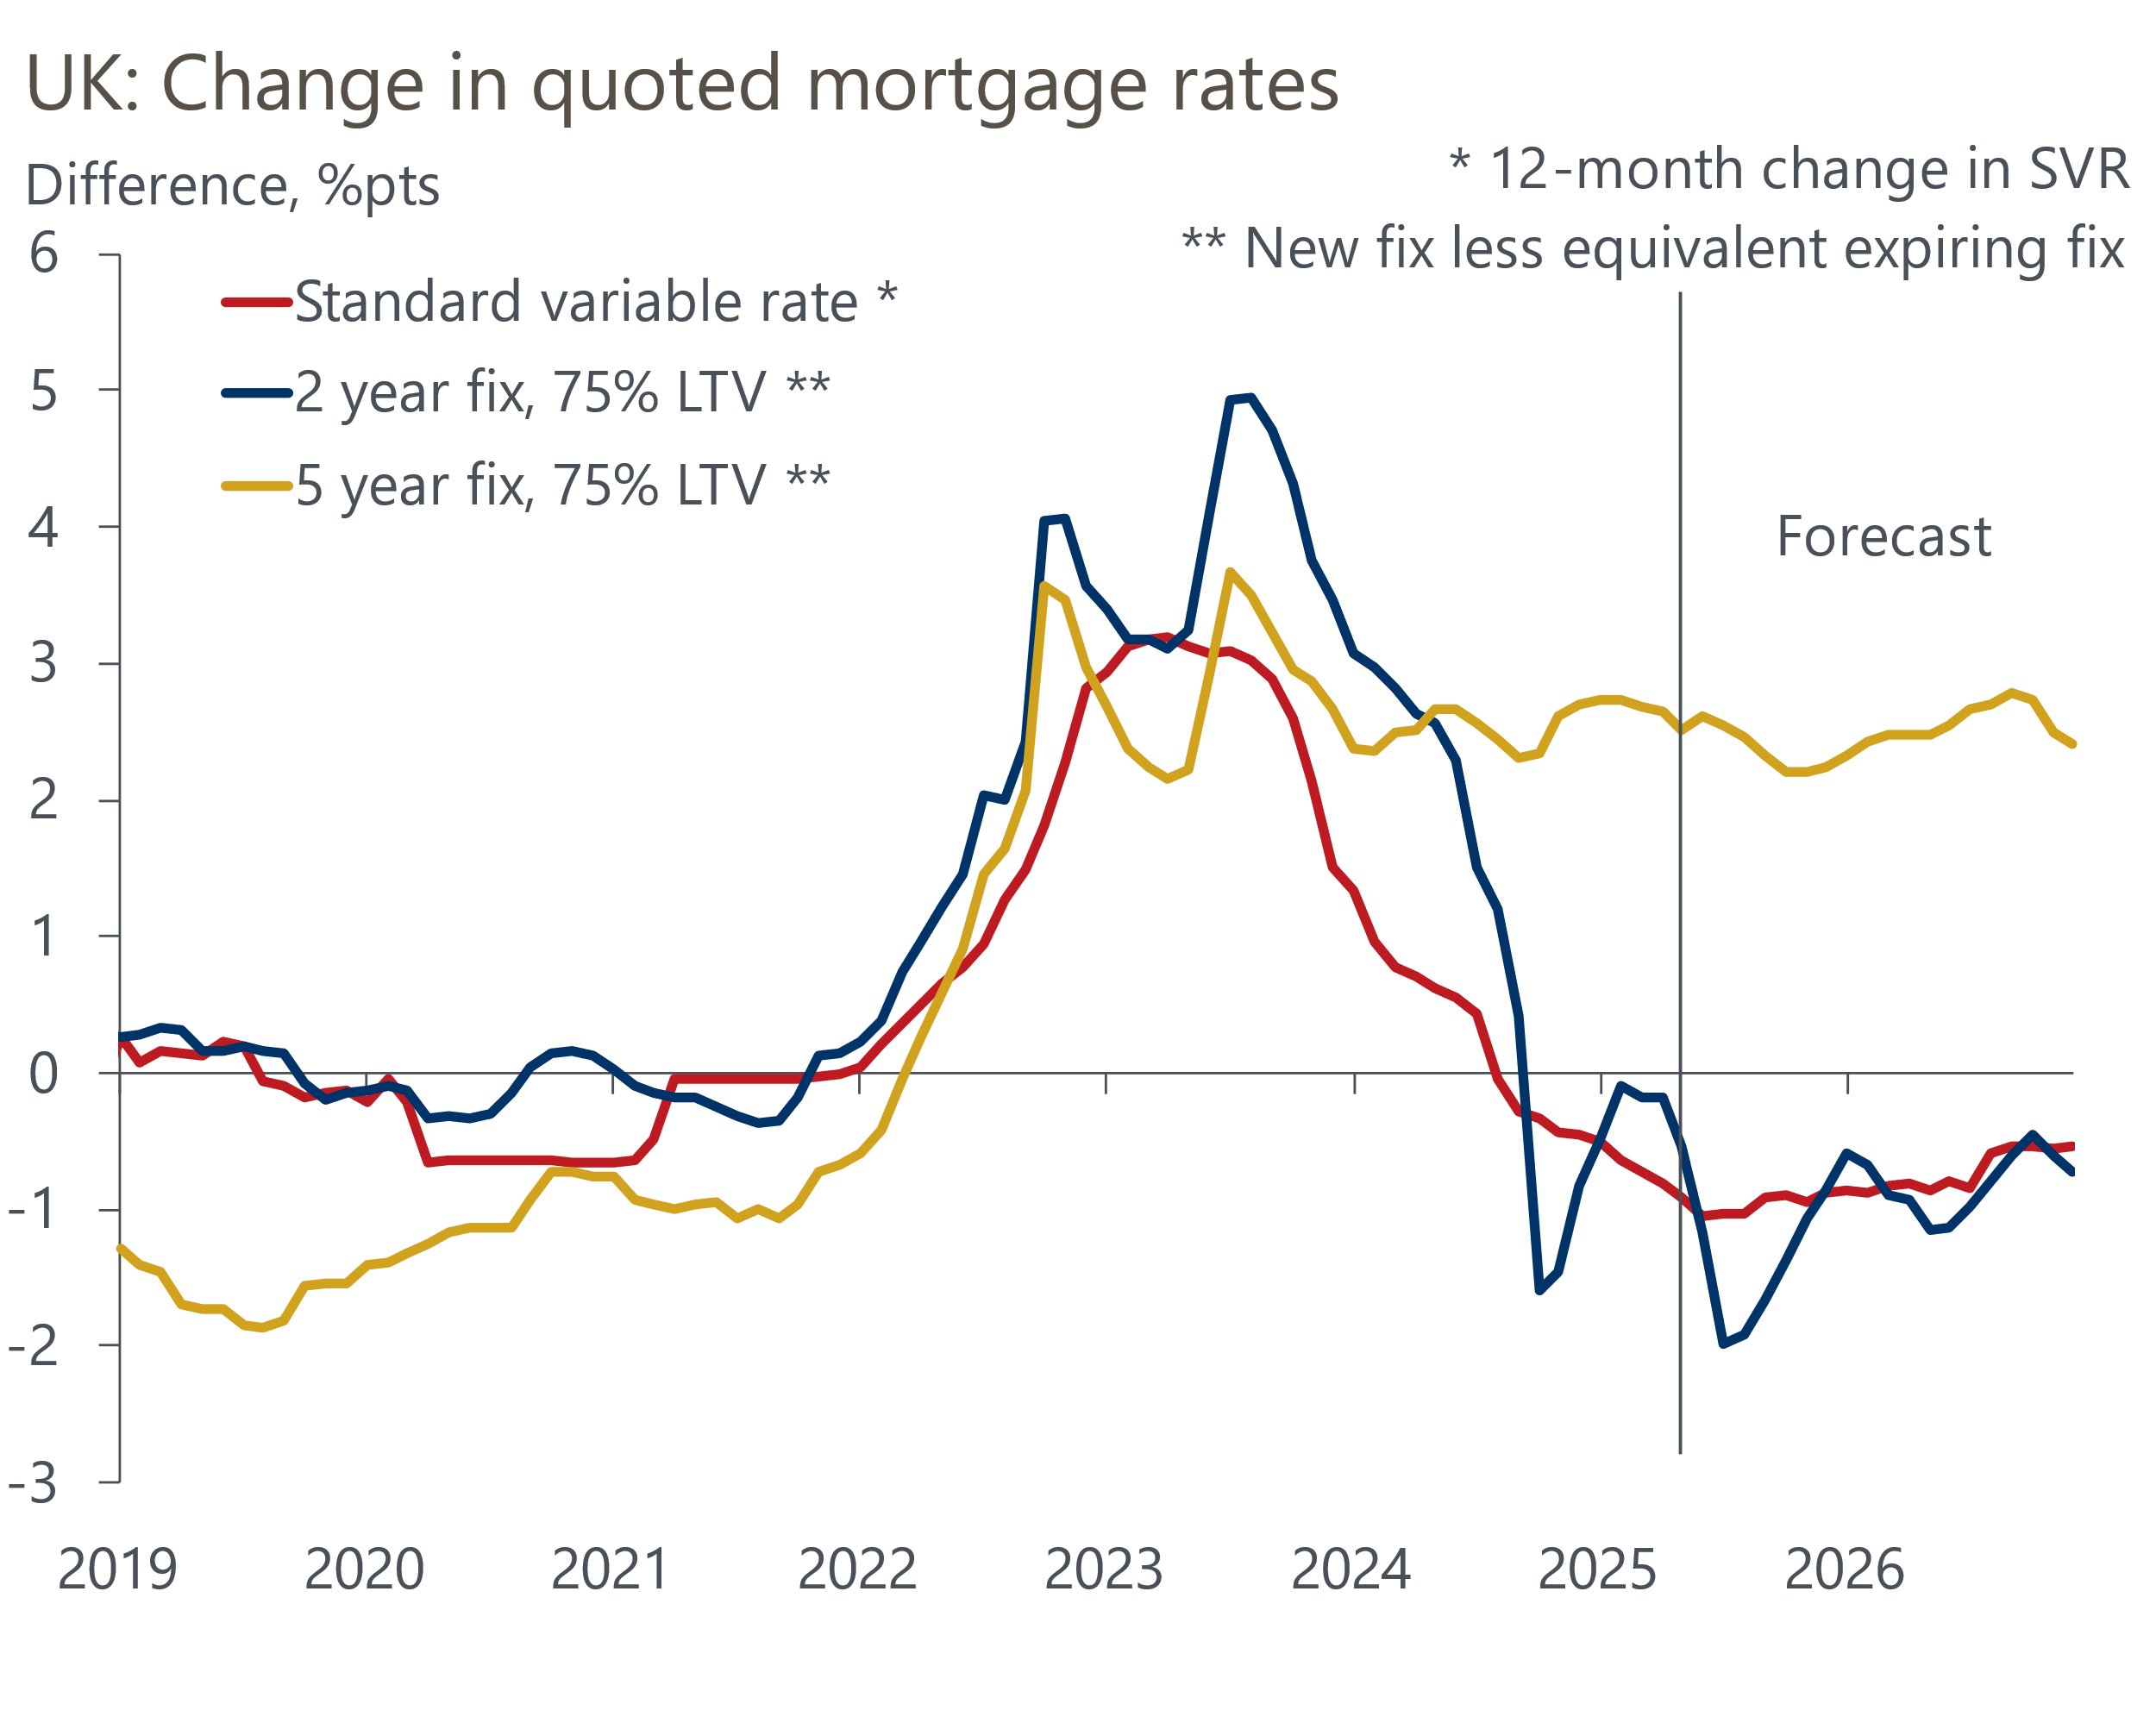 UK: Change in quoted mortgage rates
Difference, %pts
* 12-month change in SVR
** New fix less equivalent expiring fix
6
Standard variable rate *
5
2 year fix, 75% LTV **
5 year fix, 75% LTV **
4
Forecast
3
2
1
0
-1
-2
-3
2019 2020 2021 2022 2023 2024 2025 2026